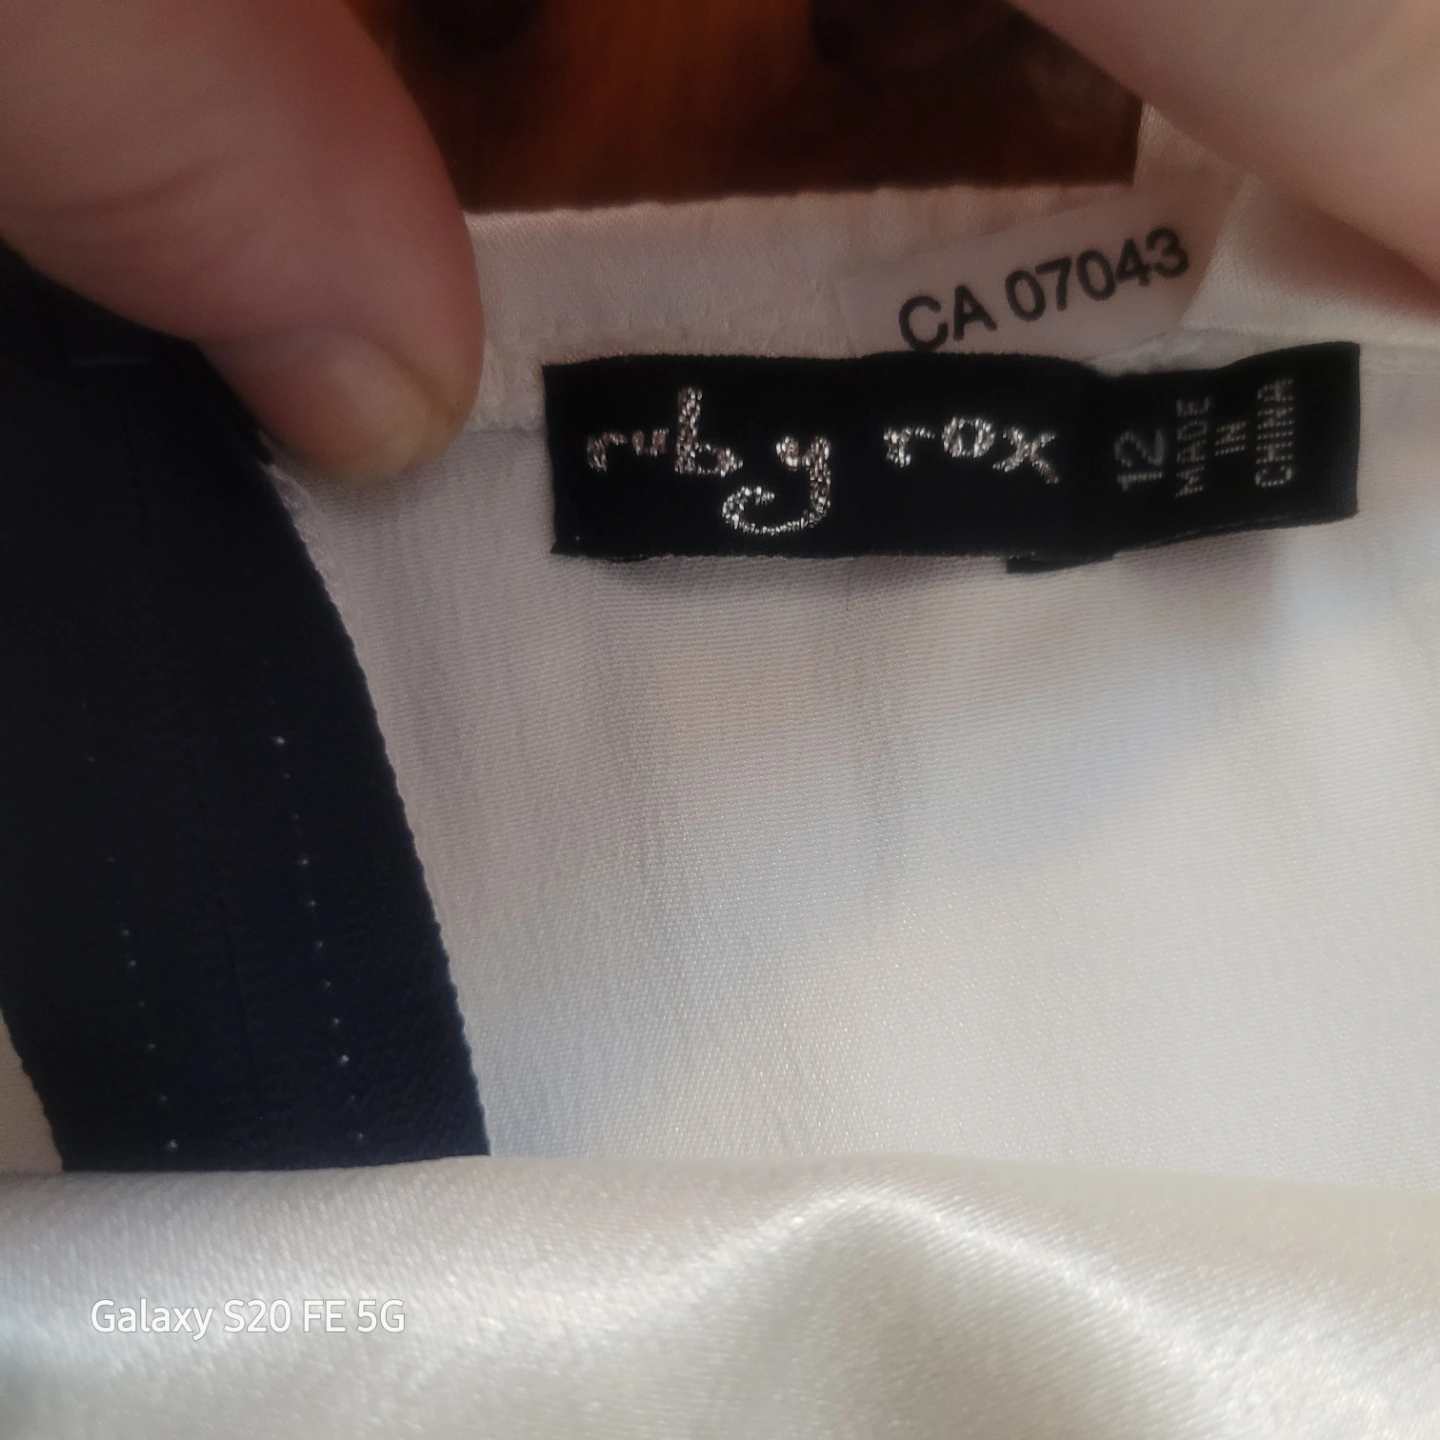 CA 07043
ruby rox
12
MADE
IN
CHINA
Galaxy S20 FE 5G